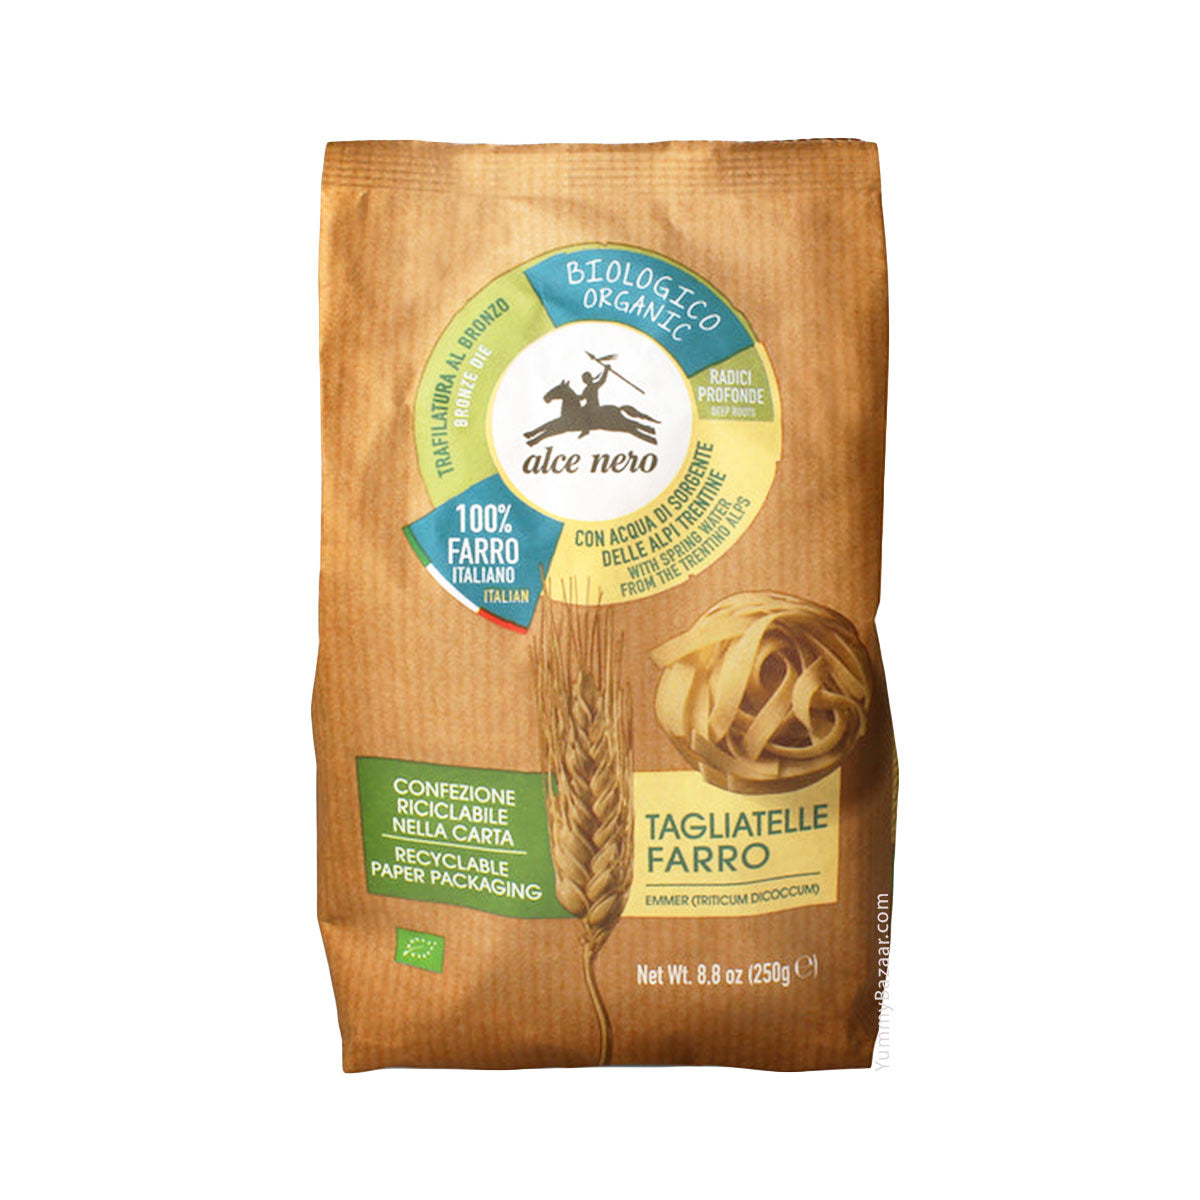 BIOLOGICO
ORGANIC
TRAFILATURA AL BRONZO
BRONZE DIE
RADICI
PROFONDE
DEEP ROOTS
alce nero
CON ACQUA DI SORGENTE
DELLE ALPI TRENTINE
WITH SPRING WATER
FROM THE TRENTINO ALPS
100%
FARRO
ITALIANO
ITALIAN
CONFEZIONE
RICICLABILE
NELLA CARTA
RECYCLABLE
PAPER PACKAGING
TAGLIATELLE
FARRO
EMMER (TRITICUM DICOCCUM)
Net Wt. 8,8 oz (250g ℮)
YummyBazaar.com